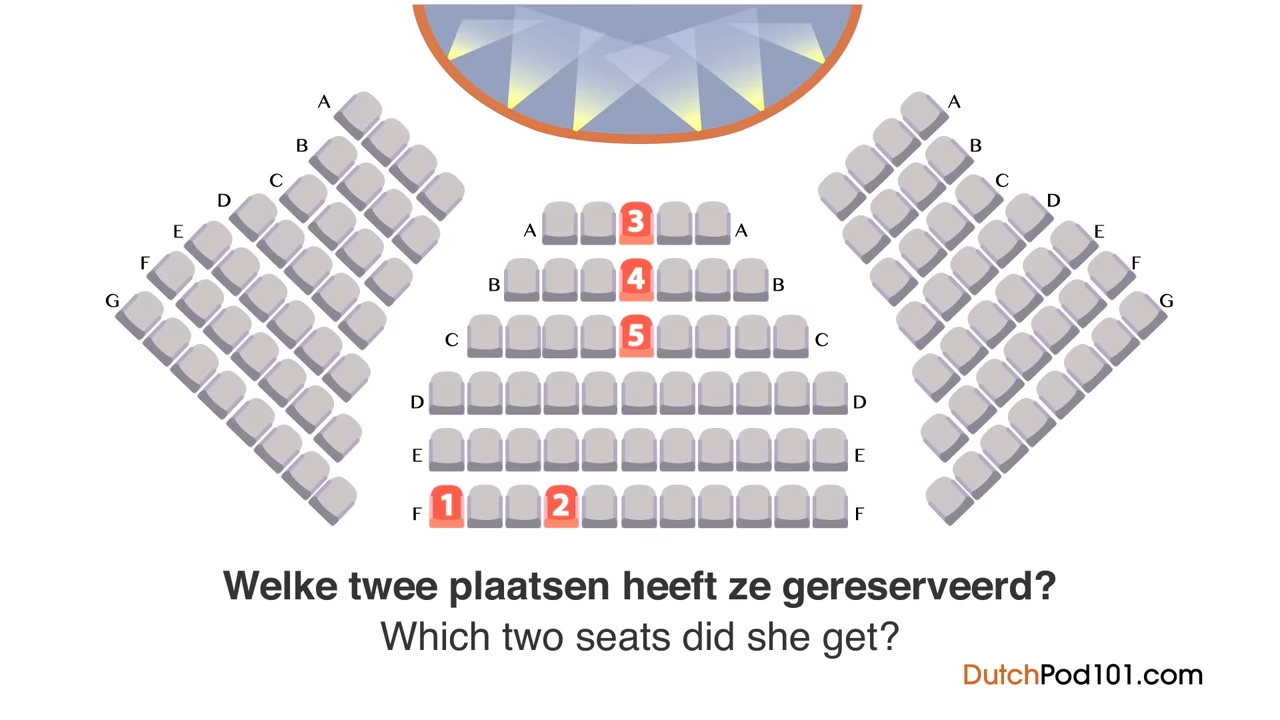 A A
B B
C C
D D
E E
F F
G G
A 3 A
B 4 B
C 5 C
D D
E E
F 1 2 F
Welke twee plaatsen heeft ze gereserveerd?
Which two seats did she get?
DutchPod101.com